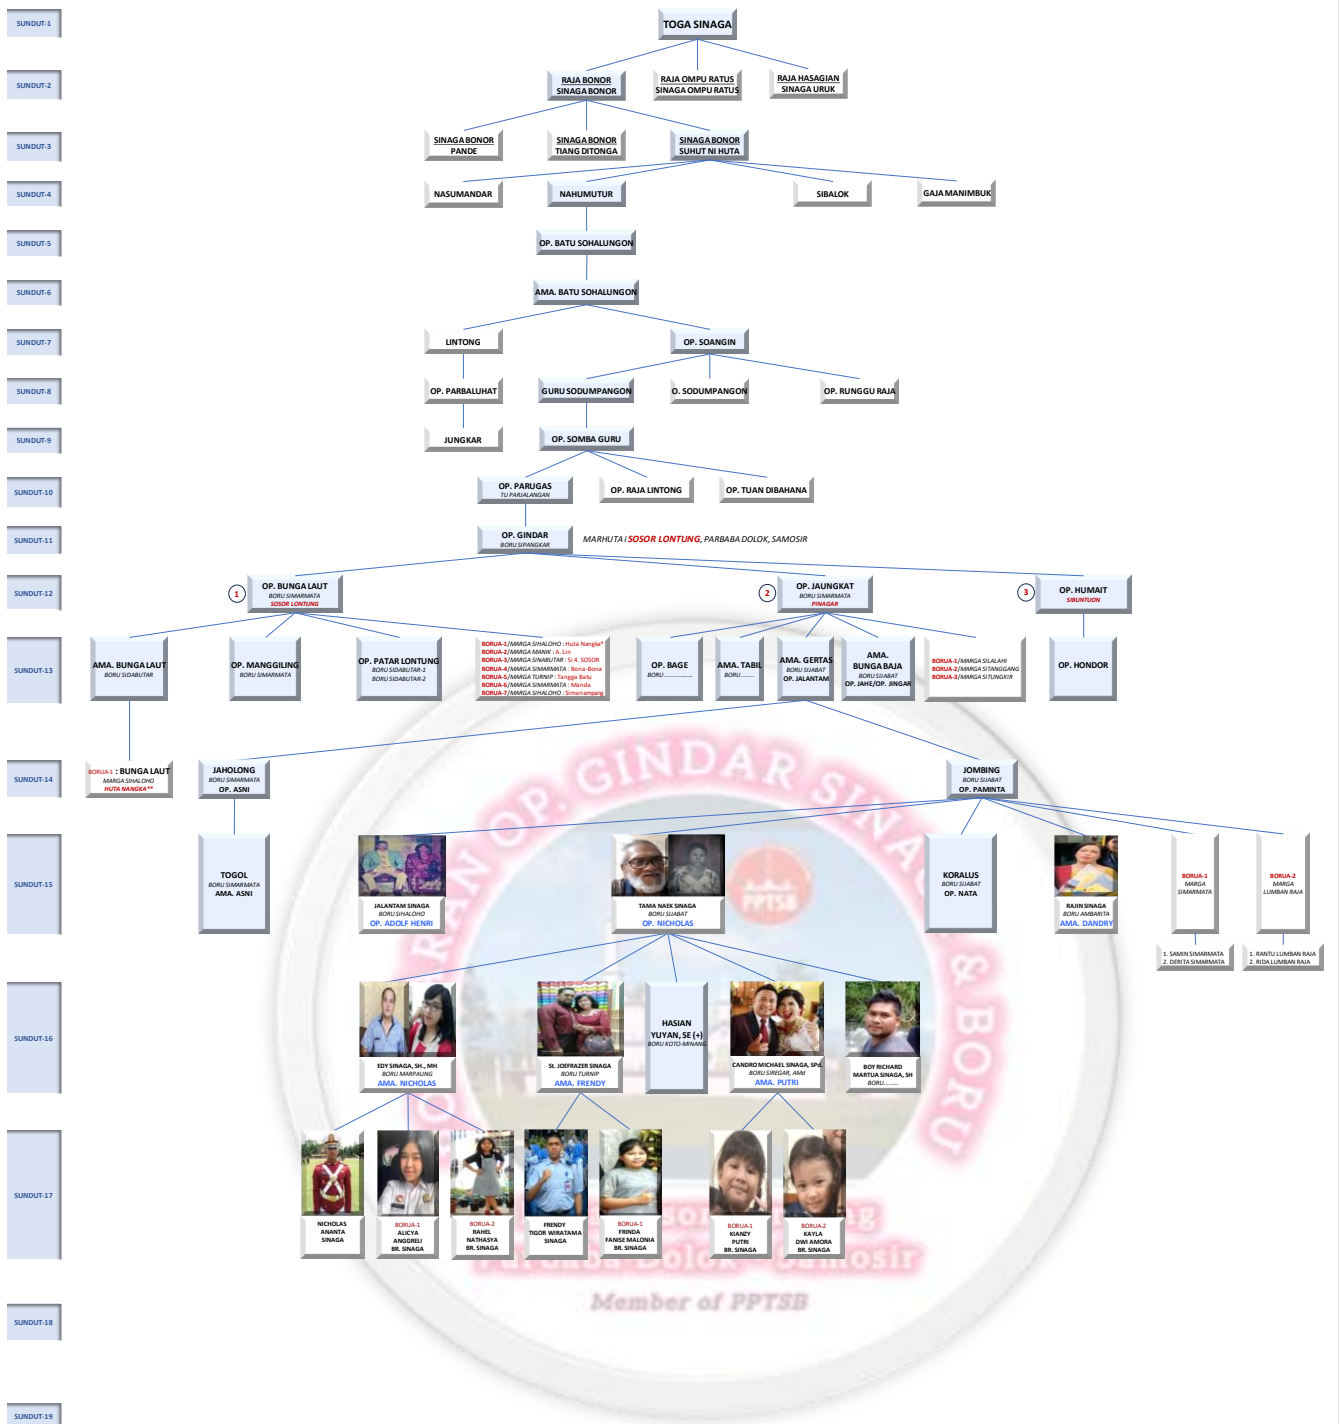 SUNDUT-1
TOGA SINAGA
SUNDUT-2
RAJA BONOR
SINAGA BONOR
RAJA OMPU RATUS
SINAGA OMPU RATUS
RAJA HASAGIAN
SINAGA URUK
SUNDUT-3
SINAGA BONOR
PANDE
SINAGA BONOR
TIANG DITONGA
SINAGA BONOR
SUHUT NI HUTA
SUNDUT-4
NASUMANDAR
NAHUMUTUR
SIBALOK
GAJA MANIMBUK
SUNDUT-5
OP. BATU SOHALUNGON
SUNDUT-6
AMA. BATU SOHALUNGON
SUNDUT-7
LINTONG
OP. SOANGIN
SUNDUT-8
OP. PARBALUHAT
GURU SODUMPANGON
O. SODUMPANGON
OP. RUNGGU RAJA
SUNDUT-9
JUNGKAR
OP. SOMBA GURU
SUNDUT-10
OP. PARUGAS
TU PARJALANGAN
OP. RAJA LINTONG
OP. TUAN DIBAHANA
SUNDUT-11
OP. GINDAR
BORU SIPANGKAR
MARHUTA i SOSOR LONTUNG, PARBABA DOLOK, SAMOSIR
SUNDUT-12
1
OP. BUNGA LAUT
BORU SIMARMATA
SOSOR LONTUNG
2
OP. JAUNGKAT
BORU SIMARMATA
PINAGAR
3
OP. HUMAIT
SIBUNTUON
SUNDUT-13
AMA. BUNGA LAUT
BORU SIDABUTAR
OP. MANGGILING
BORU SIMARMATA
OP. PATAR LONTUNG
BORU SIDABUTAR-1
BORU SIDABUTAR-2
BORUA-1/MARGA SIHALOHO : Huta Nangka*
BORUA-2/MARGA MANIK : A. Lin
BORUA-3/MARGA SINABUTAR : Si 4. SOSOR
BORUA-4/MARGA SIMARMATA : Bona-Bona
BORUA-5/MARGA TURNIP : Tangga Batu
BORUA-6/MARGA SIMARMATA : Manda
BORUA-7/MARGA SIHALOHO : Simanampang
OP. BAGE
BORU ................
AMA. TABIL
BORU ........
AMA. GERTAS
BORU SIJABAT
OP. JALANTAM
AMA.
BUNGA BAJA
BORU SIJABAT
OP. JAHE/OP. JINGAR
BORUA-1/MARGA SILALAHI
BORUA-2/MARGA SITANGGANG
BORUA-3/MARGA SITUNGKIR
OP. HONDOR
SUNDUT-14
BORUA-1 : BUNGA LAUT
MARGA SIHALOHO
HUTA NANGKA**
JAHOLONG
BORU SIMARMATA
OP. ASNI
JOMBING
BORU SIJABAT
OP. PAMINTA
SUNDUT-15
TOGOL
BORU SIMARMATA
AMA. ASNI
JALANTAM SINAGA
BORU SIHALOHO
OP. ADOLF HENRI
TAMA NAEK SINAGA
BORU SIJABAT
OP. NICHOLAS
KORALUS
BORU SIJABAT
OP. NATA
RAJIN SINAGA
BORU AMBARITA
AMA. DANDRY
BORUA-1
MARGA
SIMARMATA
BORUA-2
MARGA
LUMBAN RAJA
1. SAMIN SIMARMATA
2. DERITA SIMARMATA
1. RANTU LUMBAN RAJA
2. RIDA LUMBAN RAJA
SUNDUT-16
EDY SINAGA, SH., MH
BORU MARPAUNG
AMA. NICHOLAS
St. JOEFRAZER SINAGA
BORU TURNIP
AMA. FRENDY
HASIAN
YUYAN, SE (+)
BORU KOTO-MINANG
CANDRO MICHAEL SINAGA, SPd.
BORU SIREGAR, AMd
AMA. PUTRI
BOY RICHARD
MARTUA SINAGA, SH
BORU........
SUNDUT-17
NICHOLAS
ANANTA
SINAGA
BORUA-1
ALICYA
ANGGRELI
BR. SINAGA
BORUA-2
RAHEL
NATHASYA
BR. SINAGA
FRENDY
TIGOR WIRATAMA
SINAGA
BORUA-1
FRINDA
FANISE MALONIA
BR. SINAGA
BORUA-1
KIANZY
PUTRI
BR. SINAGA
BORUA-2
KAYLA
DWI AMORA
BR. SINAGA
SUNDUT-18
SUNDUT-19
OP. GINDAR SINAGA & BORU
PPTSB
Dolok - Samosir
Member of PPTSB